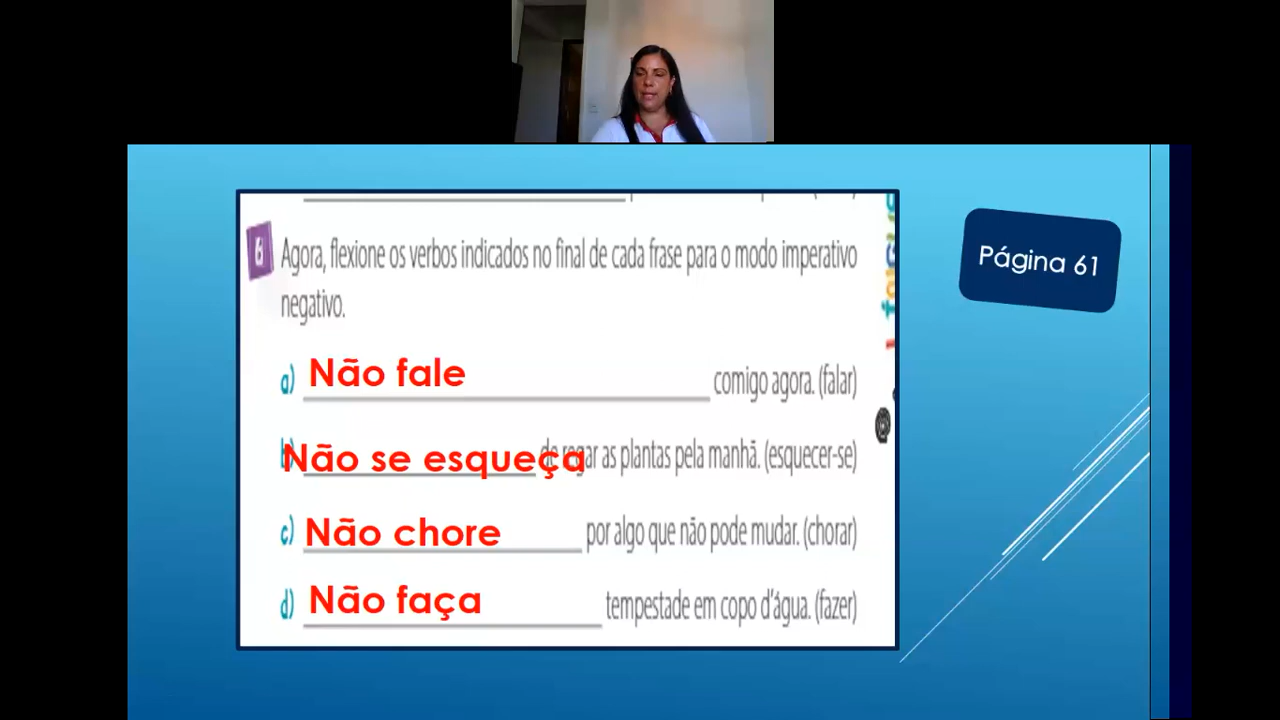 6 Agora, flexione os verbos indicados no final de cada frase para o modo imperativo
negativo.
a) Não fale comigo agora. (falar)
b) Não se esqueça de regar as plantas pela manhã. (esquecer-se)
c) Não chore por algo que não pode mudar. (chorar)
d) Não faça tempestade em copo d'água. (fazer)
Página 61